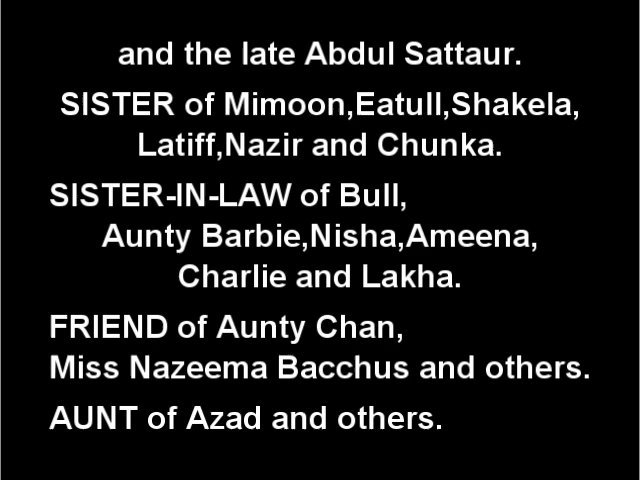 and the late Abdul Sattaur.
SISTER of Mimoon,Eatull,Shakela,
Latiff,Nazir and Chunka.
SISTER-IN-LAW of Bull,
Aunty Barbie,Nisha,Ameena,
Charlie and Lakha.
FRIEND of Aunty Chan,
Miss Nazeema Bacchus and others.
AUNT of Azad and others.